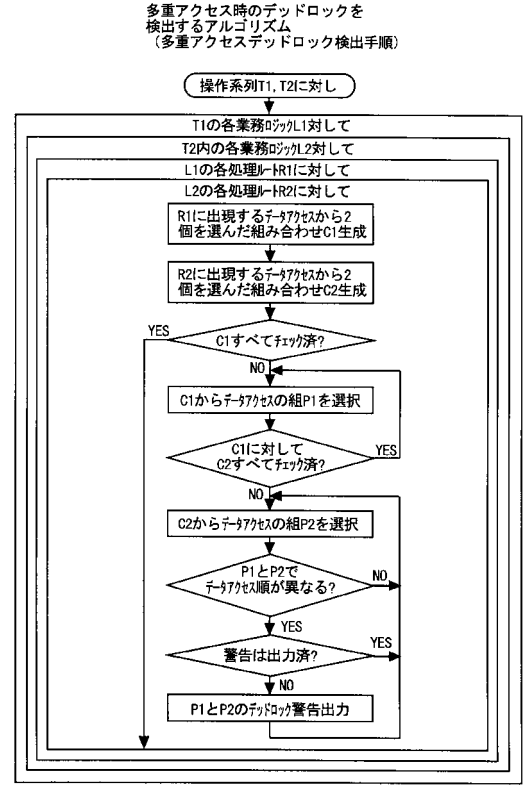 多重アクセス時のデッドロックを
検出するアルゴリズム
(多重アクセスデッドロック検出手順)
操作系列T1,T2に対し
T1の各業務ロジックL1対して
T2内の各業務ロジックL2対して
L1の各処理ルートR1に対して
L2の各処理ルートR2に対して
R1に出現するデータアクセスから2
個を選んだ組み合わせC1生成
R2に出現するデータアクセスから2
個を選んだ組み合わせC2生成
YES
C1すべてチェック済?
NO
C1からデータアクセスの組P1を選択
C1に対して
C2すべてチェック済?
YES
NO
C2からデータアクセスの組P2を選択
P1とP2で
データアクセス順が異なる?
NO
YES
警告は出力済?
YES
NO
P1とP2のデッドロック警告出力